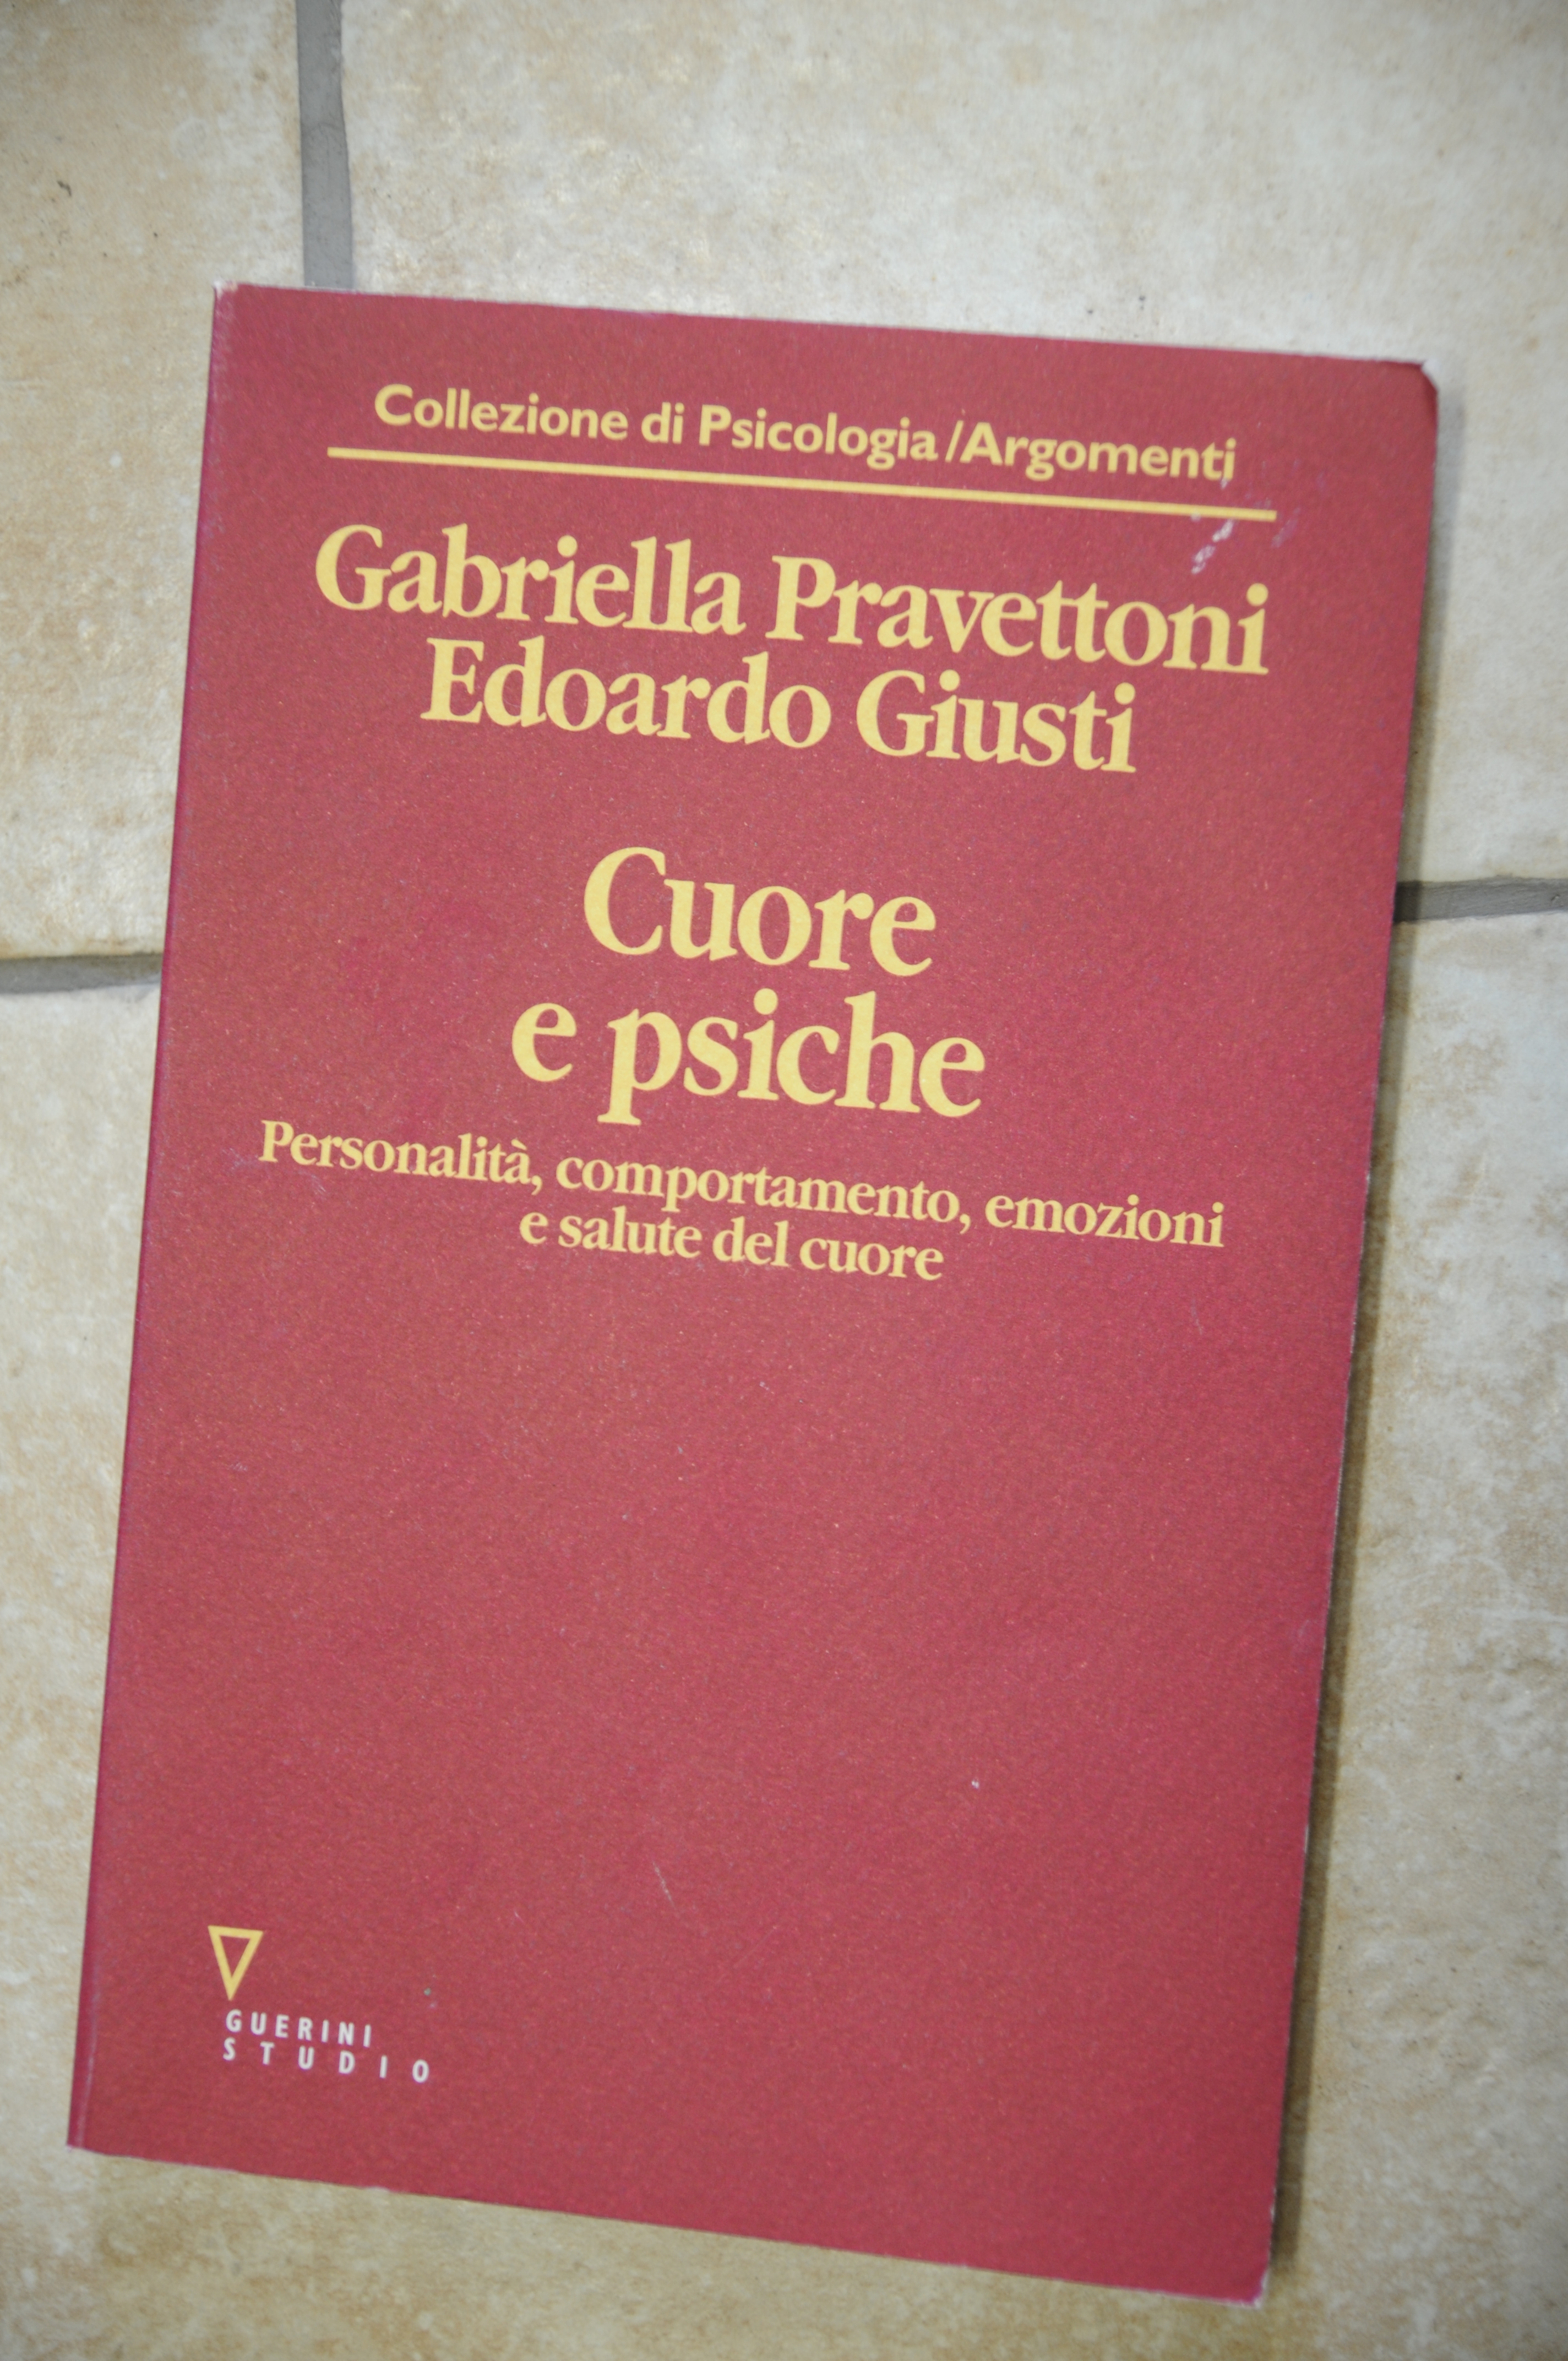 Collezione di Psicologia/Argomenti
Gabriella Pravettoni
Edoardo Giusti
Cuore
e psiche
Personalità, comportamento, emozioni
e salute del cuore
GUERINI
STUDIO